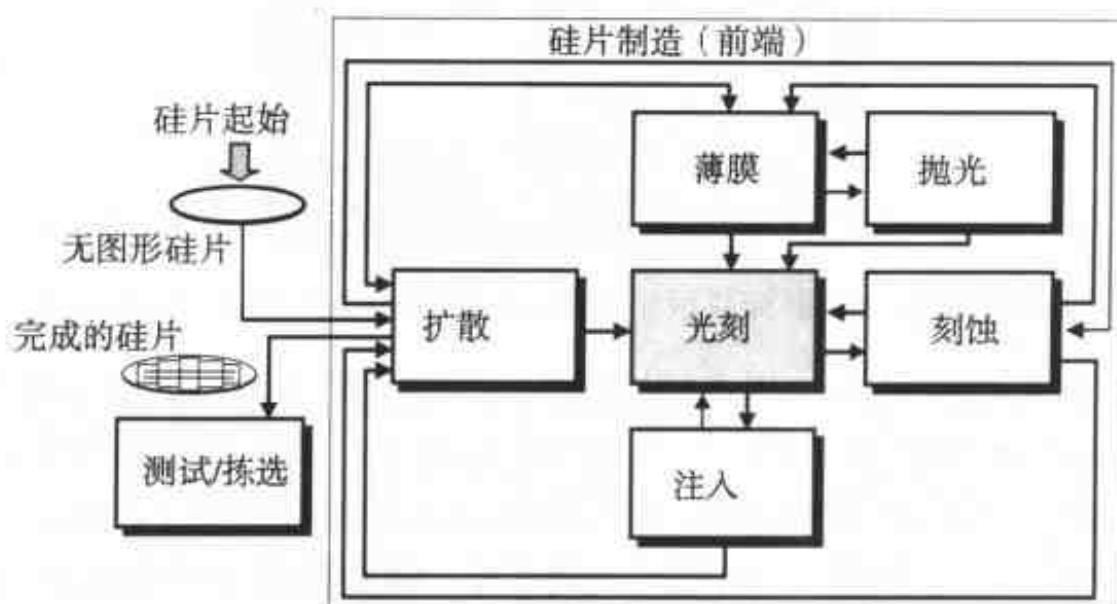 硅片制造（前端）
硅片起始
薄膜
抛光
无图形硅片
扩散
光刻
刻蚀
完成的硅片
测试/拣选
注入